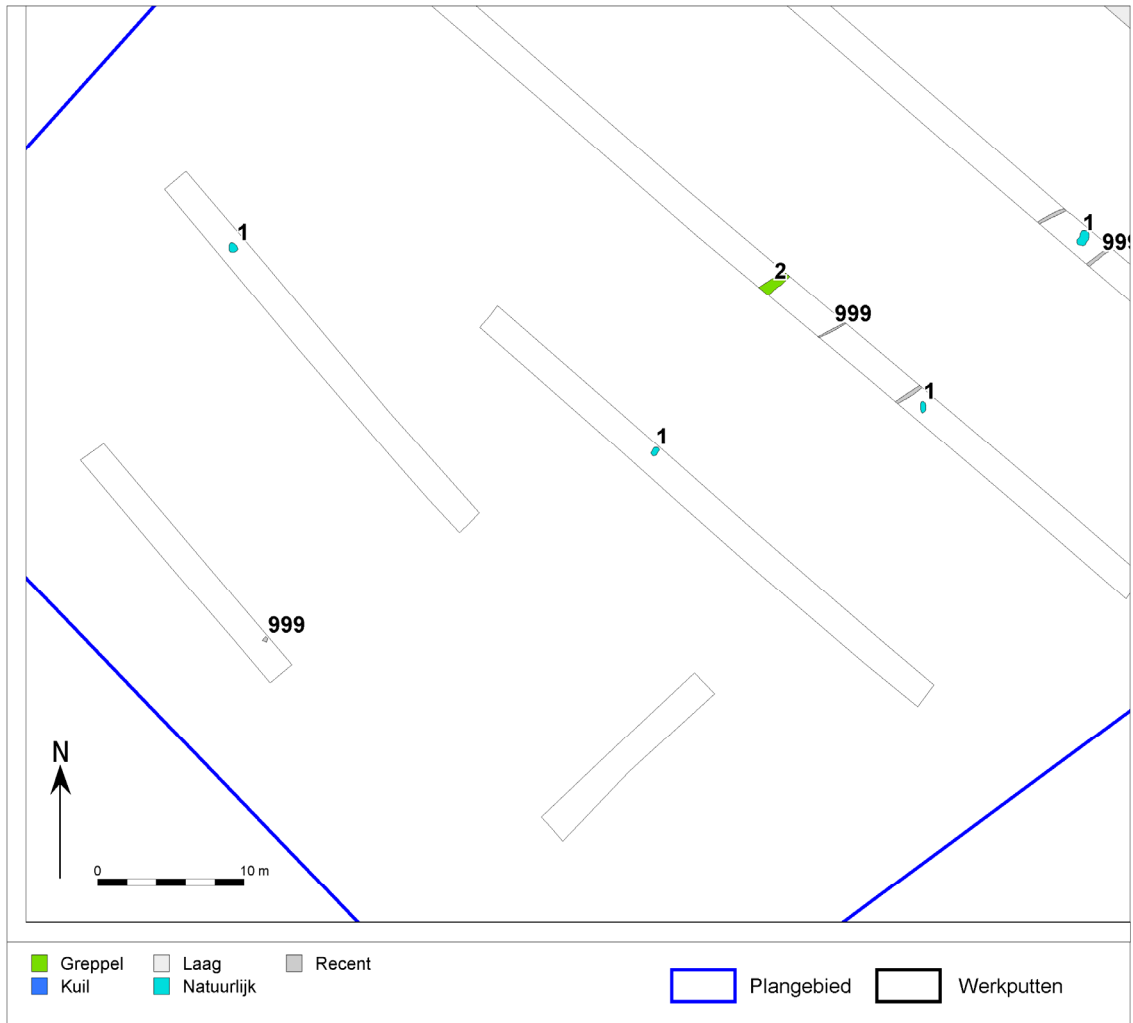 1
1
999
2
999
1
1
999
N
0 10 m
Greppel Laag Recent
Kuil Natuurlijk
Plangebied Werkputten